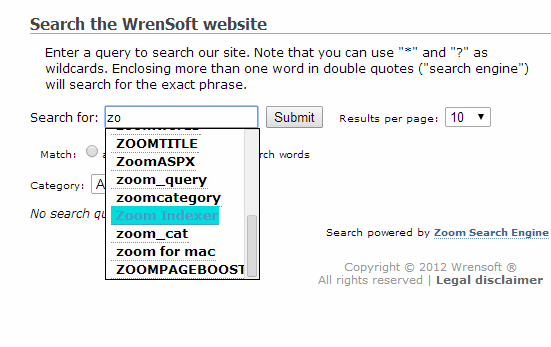 Search the WrenSoft website
Enter a query to search our site. Note that you can use "*" and "?" as
wildcards. Enclosing more than one word in double quotes ("search engine")
will search for the exact phrase.
Search for: zo Submit Results per page: 10
ZOOMTITLE
Match: a rch words
ZoomASPX
zoom_query
Category: A
zoomcategory
No search qu
Zoom Indexer
zoom_cat
Search powered by Zoom Search Engine
zoom for mac
ZOOMPAGEBOOST
Copyright © 2012 Wrensoft ®
All rights reserved | Legal disclaimer